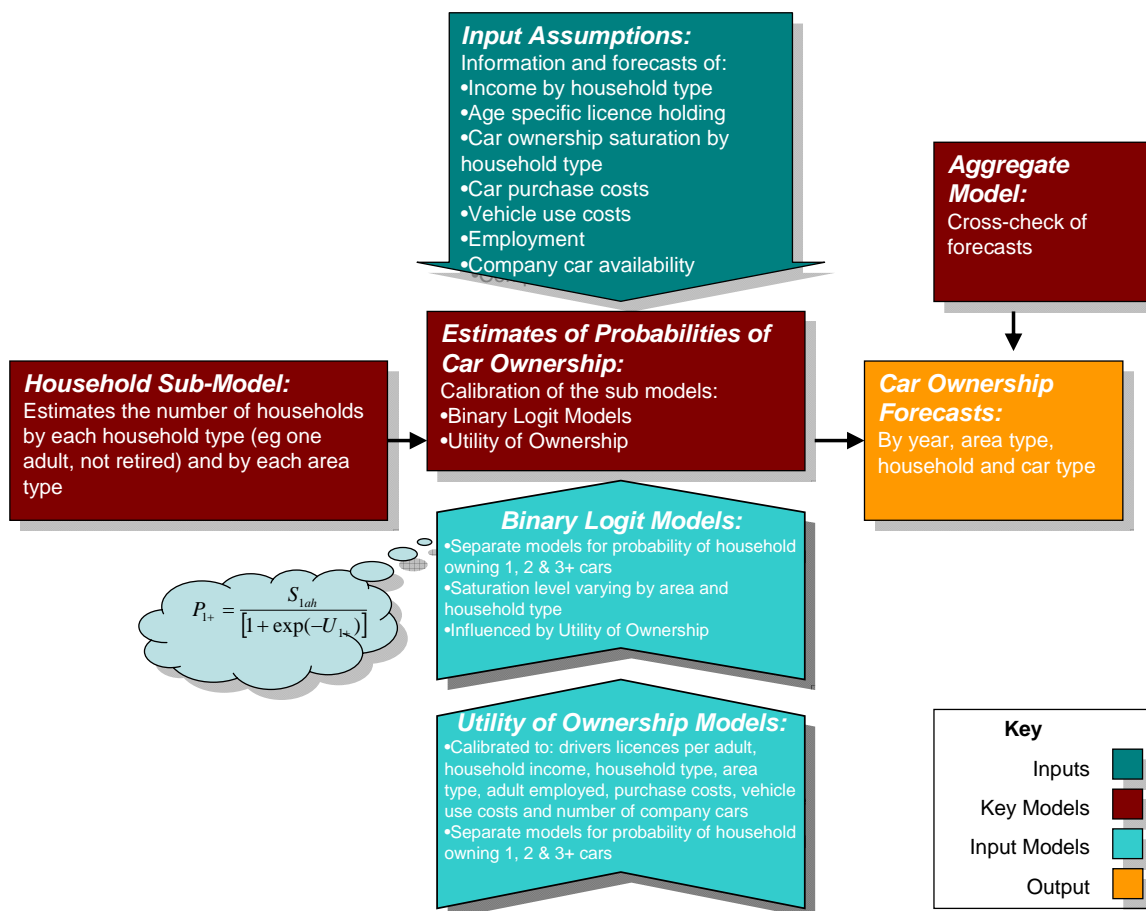 Input Assumptions:
Information and forecasts of:
•Income by household type
•Age specific licence holding
•Car ownership saturation by
household type
•Car purchase costs
•Vehicle use costs
•Employment
•Company car availability
Aggregate
Model:
Cross-check of
forecasts
Household Sub-Model:
Estimates the number of households
by each household type (eg one
adult, not retired) and by each area
type
Estimates of Probabilities of
Car Ownership:
Calibration of the sub models:
•Binary Logit Models
•Utility of Ownership
Car Ownership
Forecasts:
By year, area type,
household and car type
Binary Logit Models:
•Separate models for probability of household
owning 1, 2 & 3+ cars
•Saturation level varying by area and
household type
•Influenced by Utility of Ownership
P_{1+} = S_{1ah} / [1 + exp(−U_{1+})]
Utility of Ownership Models:
•Calibrated to: drivers licences per adult,
household income, household type, area
type, adult employed, purchase costs, vehicle
use costs and number of company cars
•Separate models for probability of household
owning 1, 2 & 3+ cars
Key
Inputs
Key Models
Input Models
Output